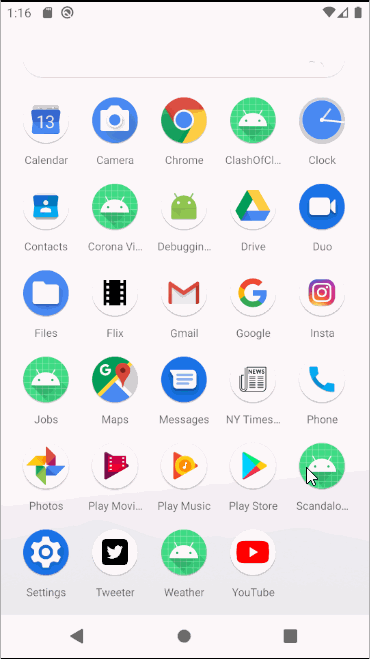 1:16
13
Calendar Camera Chrome ClashOfCl... Clock
Contacts Corona Vi... Debuggin... Drive Duo
Files Flix Gmail Google Insta
G
NEWS
Jobs Maps Messages NY Times... Phone
Photos Play Movi... Play Music Play Store Scandalo...
Settings Tweeter Weather YouTube